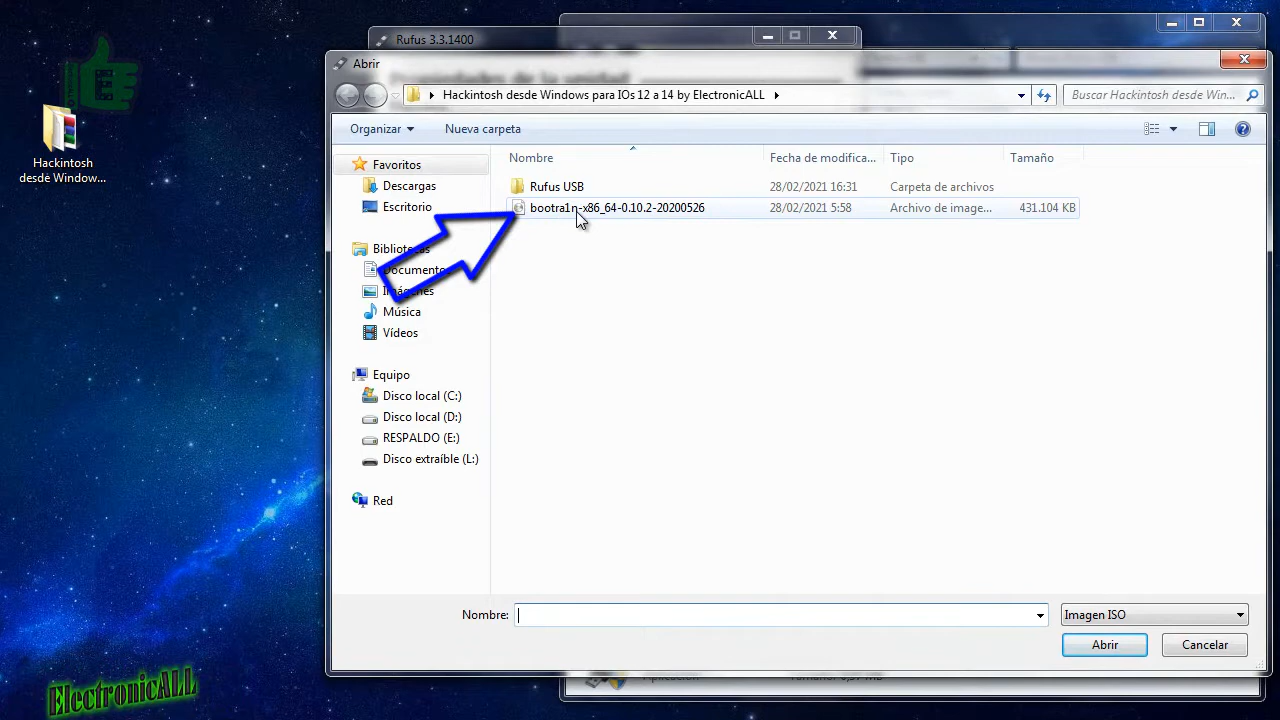 Rufus 3.3.1400
Abrir
Propiedades de la unidad
Hackintosh desde Windows para IOs 12 a 14 by ElectronicALL
Buscar Hackintosh desde Win...
Organizar
Nueva carpeta
Hackintosh
desde Window...
Favoritos
Descargas
Escritorio
Bibliotecas
Documentos
Imágenes
Música
Vídeos
Equipo
Disco local (C:)
Disco local (D:)
RESPALDO (E:)
Disco extraíble (L:)
Red
Nombre
Fecha de modifica...
Tipo
Tamaño
Rufus USB
28/02/2021 16:31
Carpeta de archivos
bootra1n-x86_64-0.10.2-20200526
28/02/2021 5:58
Archivo de image...
431.104 KB
Nombre:
Imagen ISO
Abrir
Cancelar
ElectronicALL